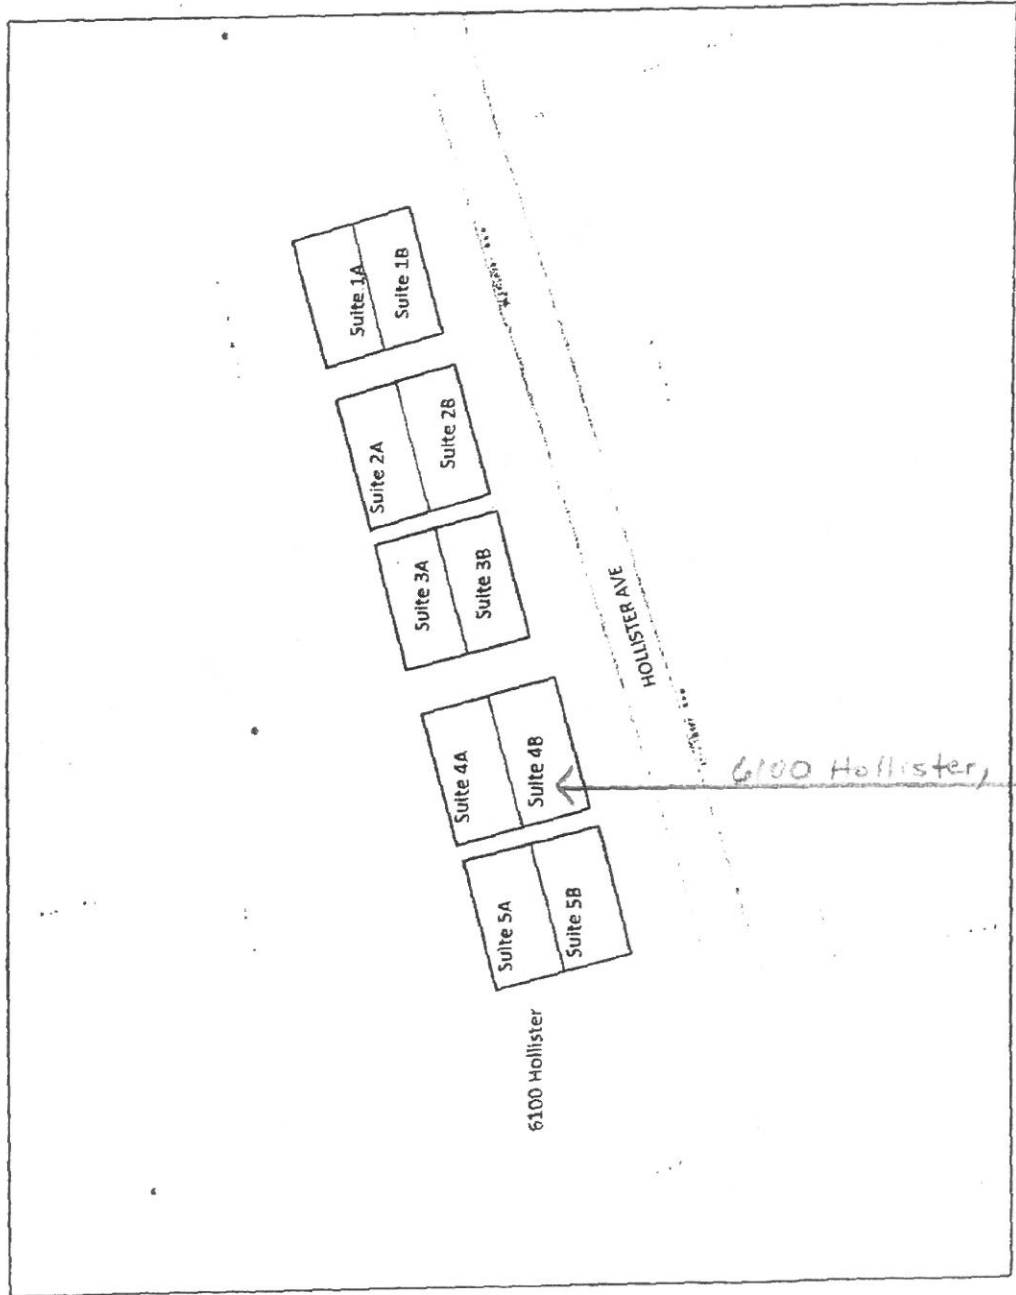 Suite 1A
Suite 1B
Suite 2A
Suite 2B
Suite 3A
Suite 3B
Suite 4A
Suite 4B
Suite 5A
Suite 5B
6100 Hollister
HOLLISTER AVE
6100 Hollister,